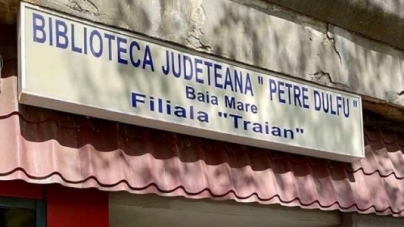 BIBLIOTECA JUDETEANA " PETRE DULFU "
Baia Mare
Filiala "Traian"